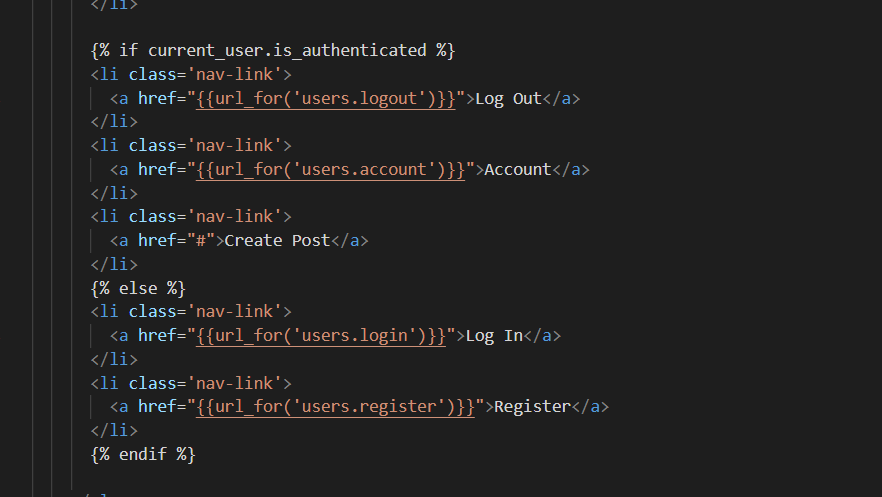 </li>
{% if current_user.is_authenticated %}
<li class='nav-link'>
<a href="{{url_for('users.logout')}}">Log Out</a>
</li>
<li class='nav-link'>
<a href="{{url_for('users.account')}}">Account</a>
</li>
<li class='nav-link'>
<a href="#">Create Post</a>
</li>
{% else %}
<li class='nav-link'>
<a href="{{url_for('users.login')}}">Log In</a>
</li>
<li class='nav-link'>
<a href="{{url_for('users.register')}}">Register</a>
</li>
{% endif %}